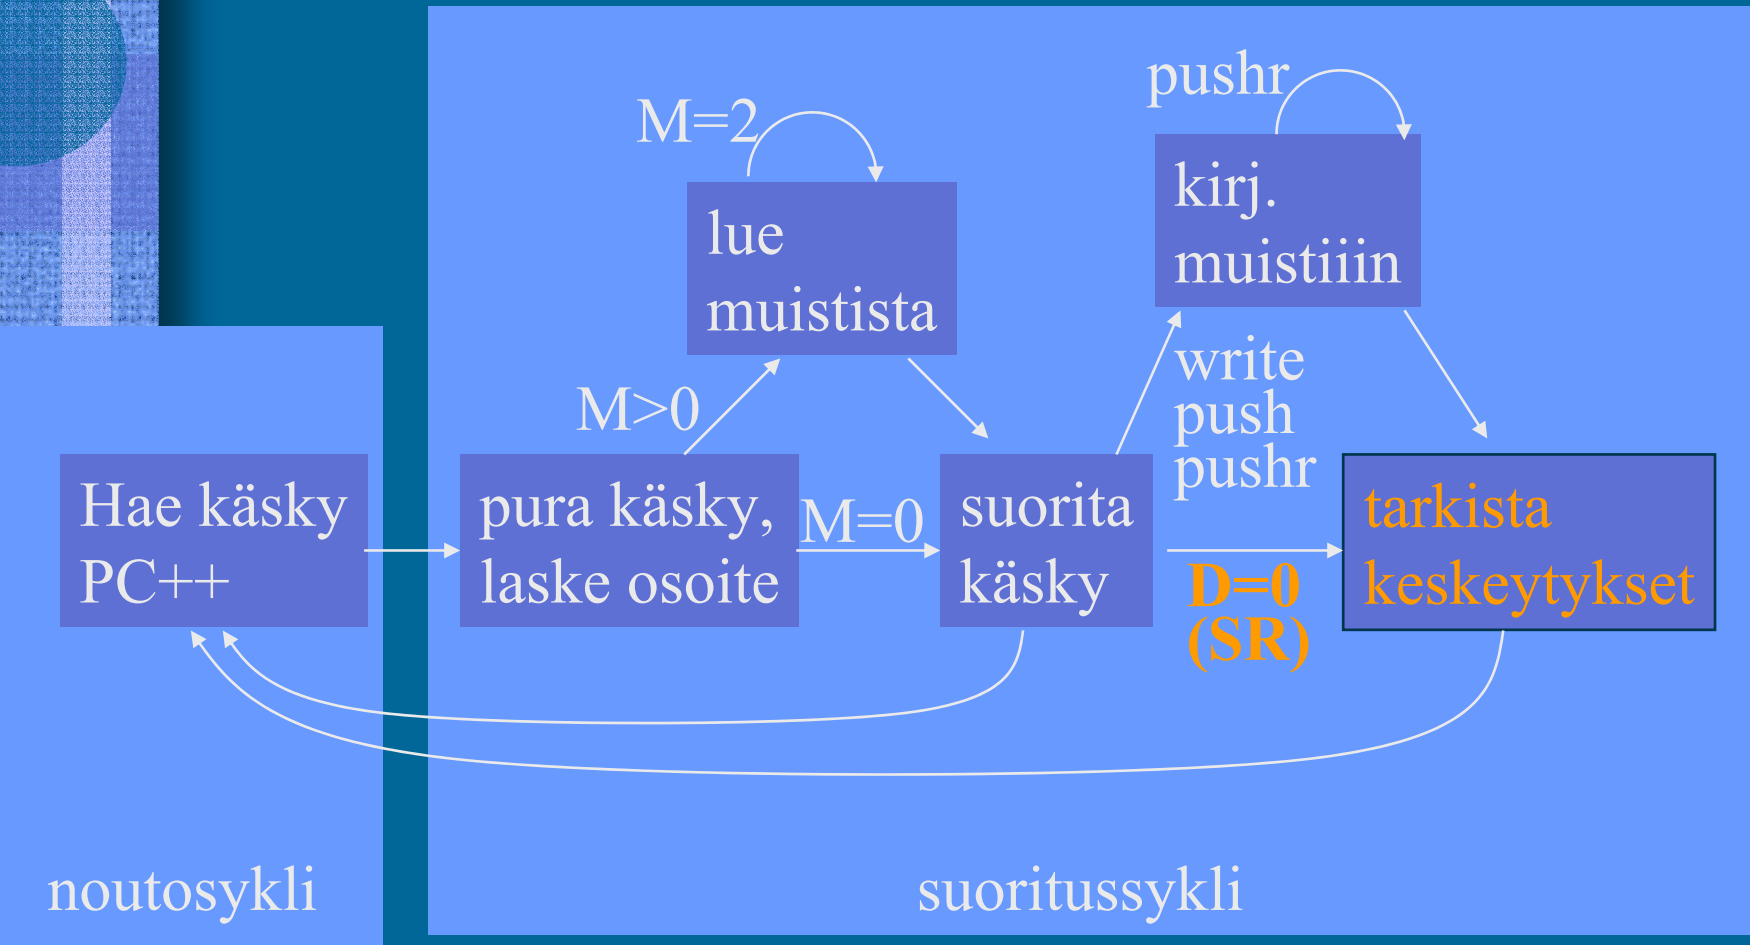 pushr
M=2
kirj.
muistiiin
lue
muistista
write
push
pushr
M>0
Hae käsky
PC++
pura käsky,
laske osoite
M=0
suorita
käsky
D=0
(SR)
tarkista
keskeytykset
noutosykli
suoritussykli